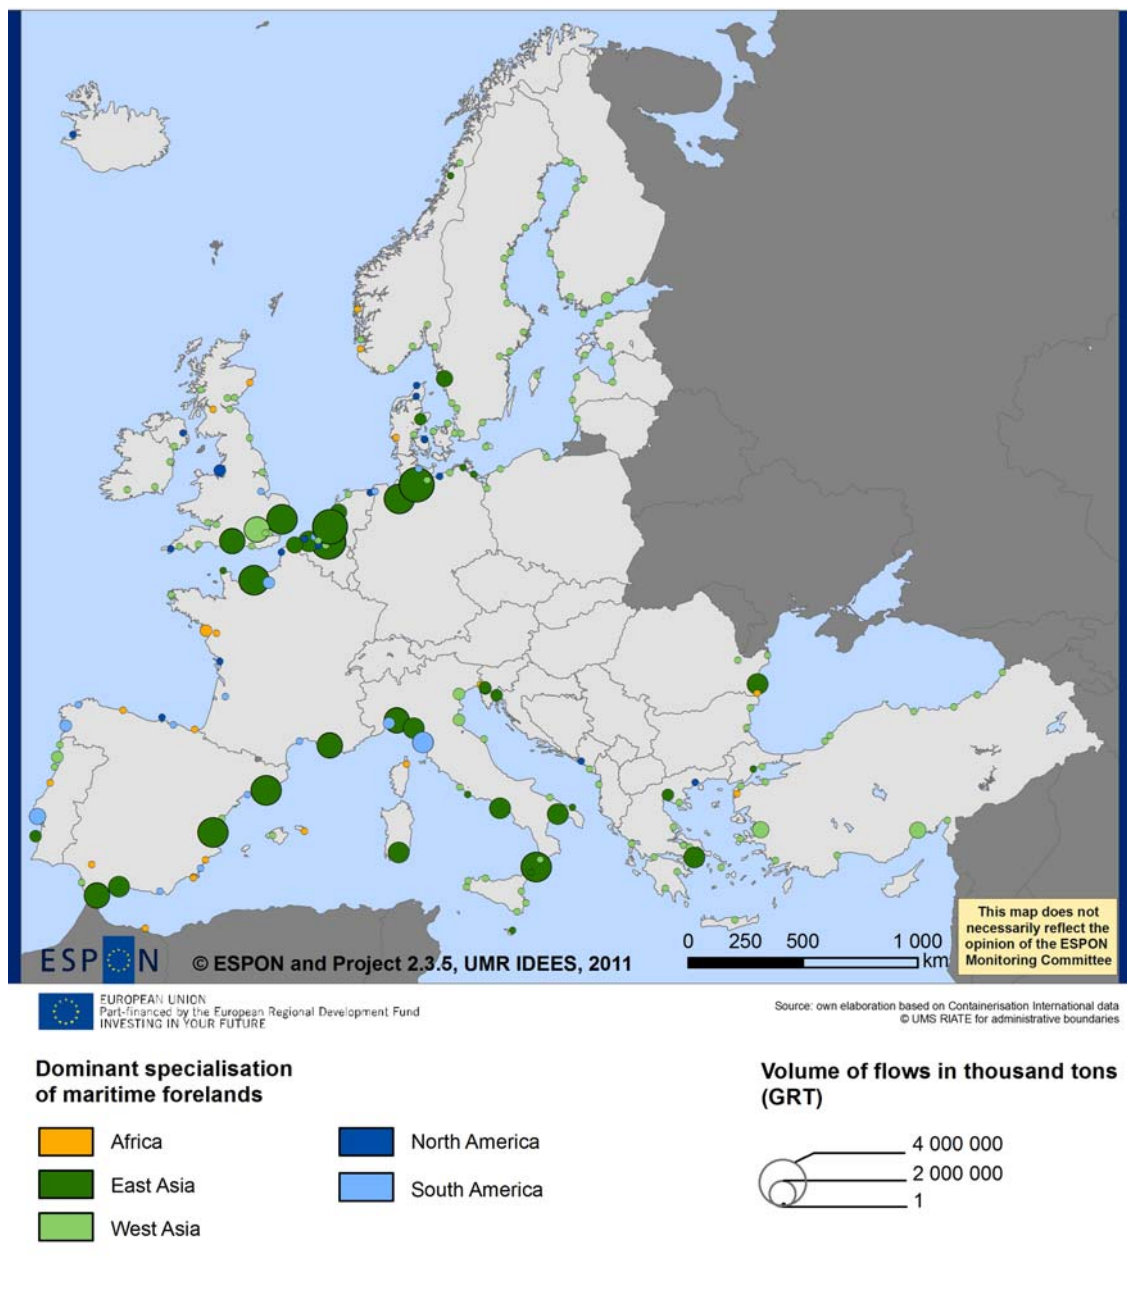 This map does not
necessarily reflect the
opinion of the ESPON
Monitoring Committee
0 250 500 1 000
km
ESPON
© ESPON and Project 2.3.5, UMR IDEES, 2011
EUROPEAN UNION
Part-financed by the European Regional Development Fund
INVESTING IN YOUR FUTURE
Source: own elaboration based on Containerisation International data
© UMS RIATE for administrative boundaries
Dominant specialisation
of maritime forelands
Africa
East Asia
West Asia
North America
South America
Volume of flows in thousand tons
(GRT)
4 000 000
2 000 000
1